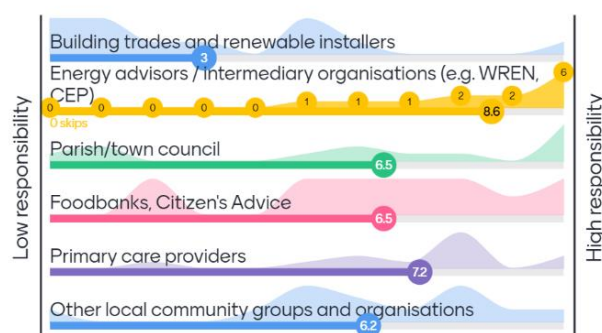 Low responsibility
High responsibility
Building trades and renewable installers
3
Energy advisors / Intermediary organisations (e.g. WREN,
CEP)
0 0 0 0 0 1 1 1 2 2 6
8.6
0 skips
Parish/town council
6.5
Foodbanks, Citizen's Advice
6.5
Primary care providers
7.2
Other local community groups and organisations
6.2